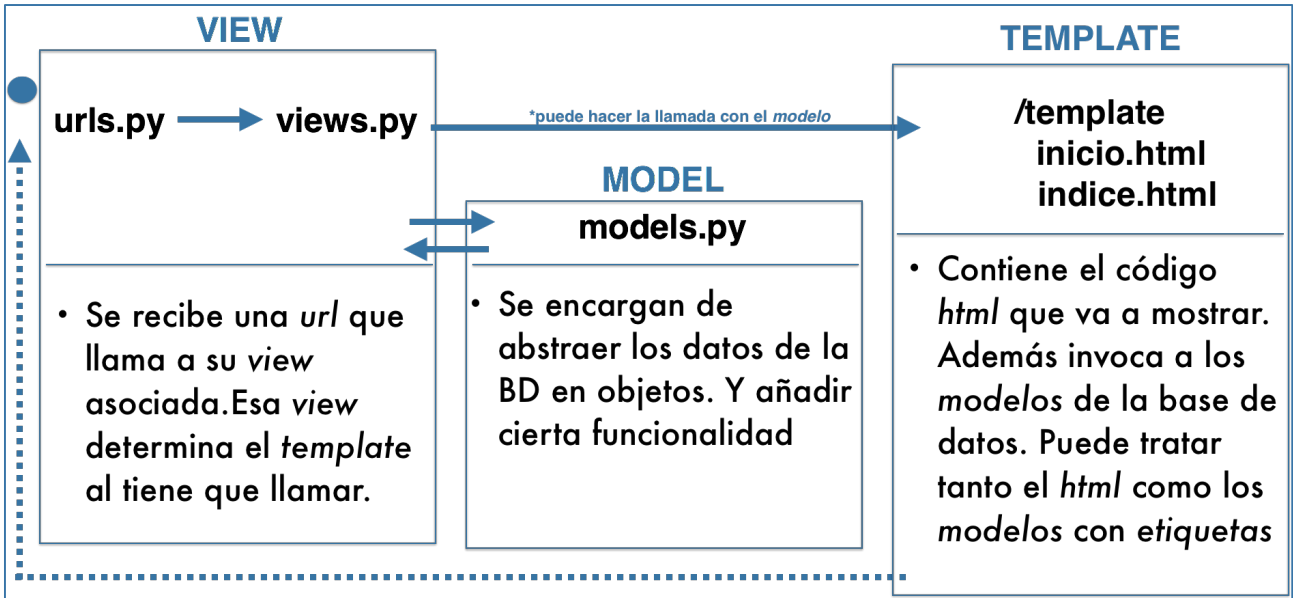 VIEW
urls.py
views.py
• Se recibe una url que
llama a su view
asociada.Esa view
determina el template
al tiene que llamar.
*puede hacer la llamada con el modelo
MODEL
models.py
• Se encargan de
abstraer los datos de la
BD en objetos. Y añadir
cierta funcionalidad
TEMPLATE
/template
inicio.html
indice.html
• Contiene el código
html que va a mostrar.
Además invoca a los
modelos de la base de
datos. Puede tratar
tanto el html como los
modelos con etiquetas